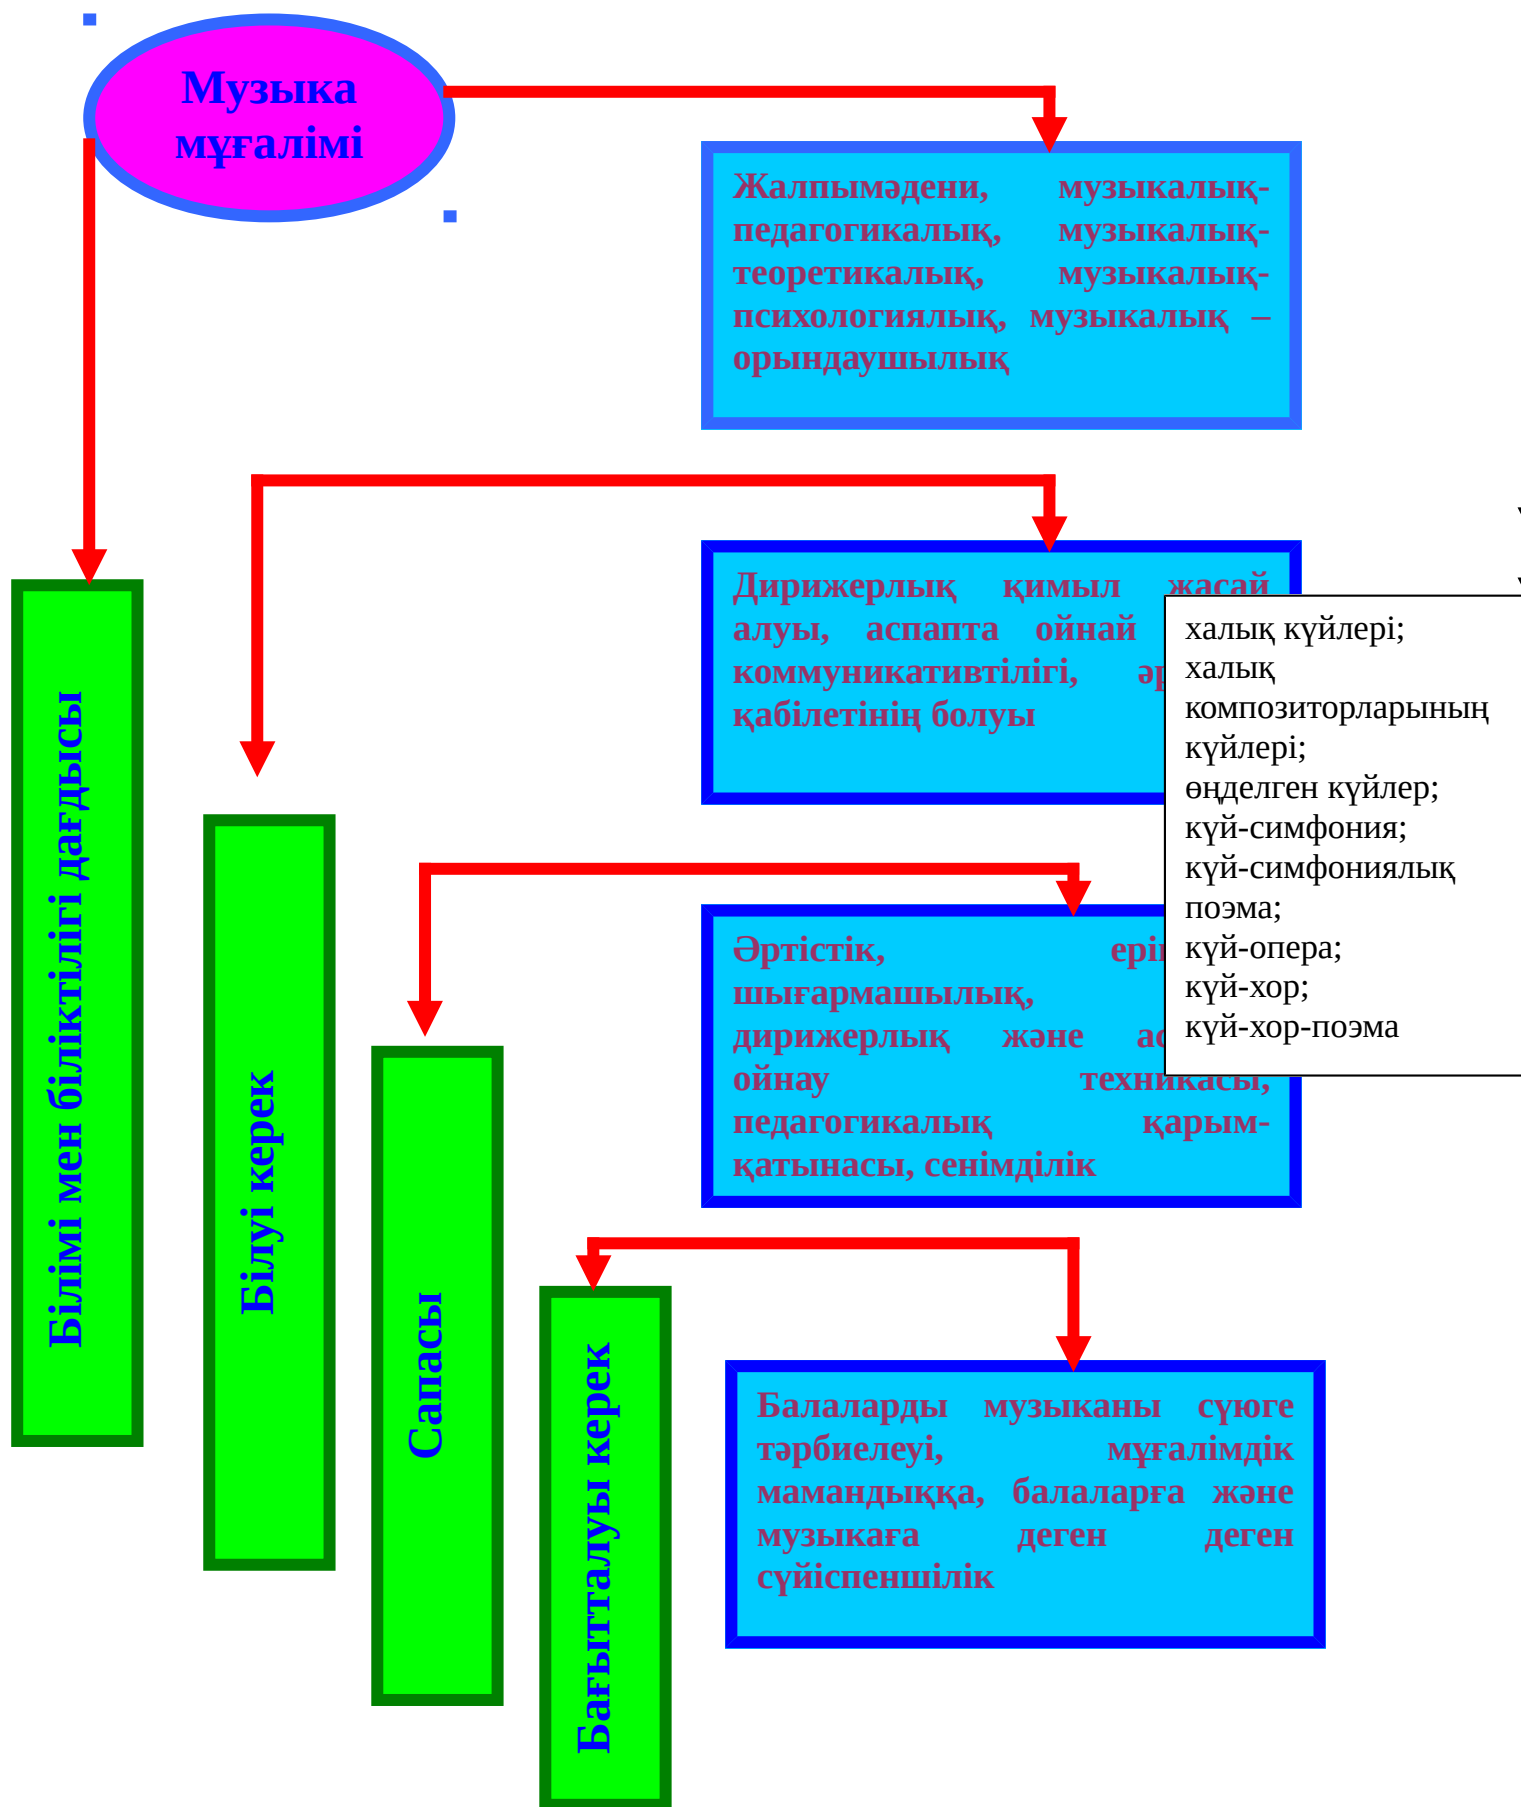 Музыка
мұғалімі
Жалпымәдени, музыкалық-
педагогикалық, музыкалық-
теоретикалық, музыкалық-
психологиялық, музыкалық –
орындаушылық
Дирижерлық қимыл жасай
алуы, аспапта ойнай
коммуникативтілігі,
қабілетінің болуы
халық күйлері;
халық
композиторларының
күйлері;
өңделген күйлер;
күй-симфония;
күй-симфониялық
поэма;
күй-опера;
күй-хор;
күй-хор-поэма
Әртістік,
шығармашылық,
дирижерлық және
ойнау техникасы,
педагогикалық қарым-
қатынасы, сенімділік
Балаларды музыканы сүюге
тәрбиелеуі, мұғалімдік
мамандыққа, балаларға және
музыкаға деген деген
сүйіспеншілік
Білімі мен біліктілігі дағдысы
Білуі керек
Сапасы
Бағытталуы керек